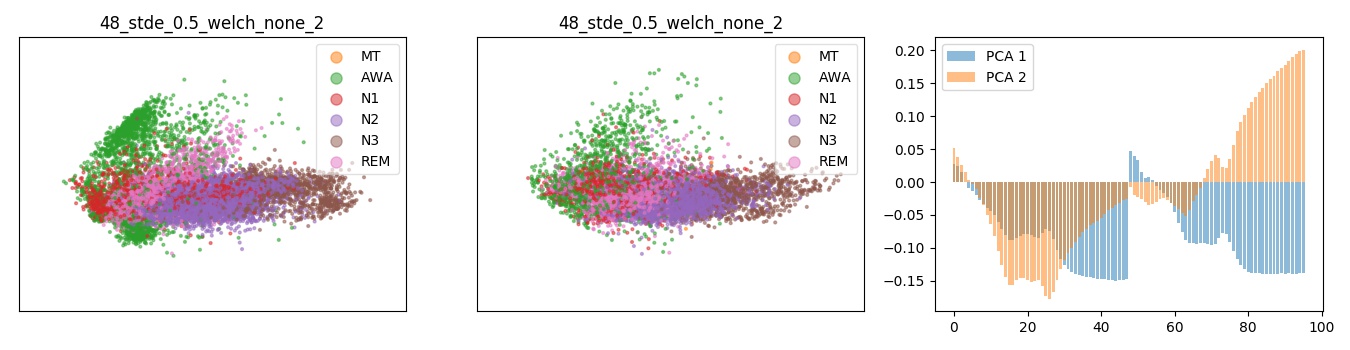 48_stde_0.5_welch_none_2
MT
AWA
N1
N2
N3
REM
48_stde_0.5_welch_none_2
MT
AWA
N1
N2
N3
REM
PCA 1
PCA 2
0.20
0.15
0.10
0.05
0.00
−0.05
−0.10
−0.15
0 20 40 60 80 100